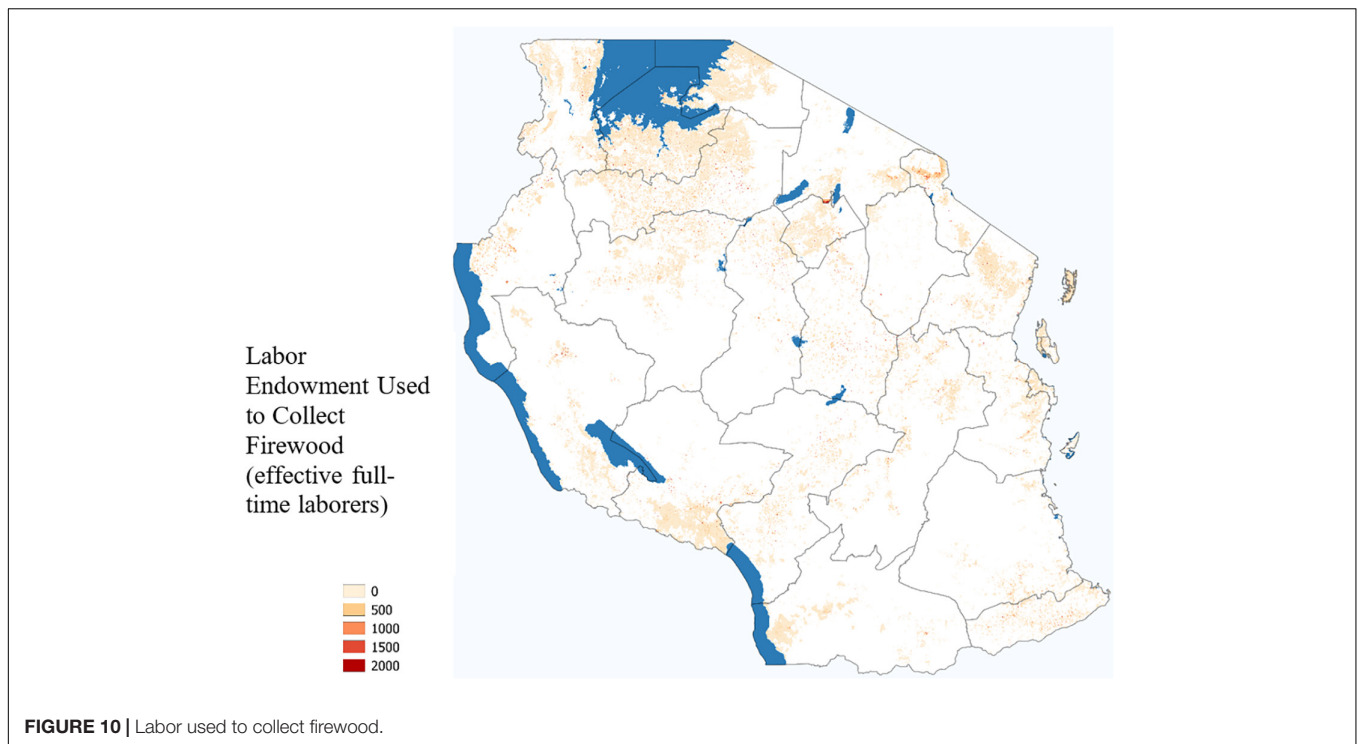 Labor
Endowment Used
to Collect
Firewood
(effective full-
time laborers)
0
500
1000
1500
2000
FIGURE 10 | Labor used to collect firewood.